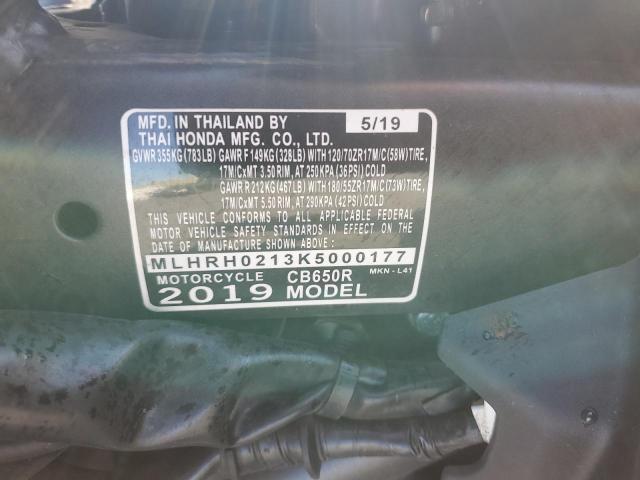 MFD. IN THAILAND BY 5/19
THAI HONDA MFG. CO., LTD.
GVWR 355KG (783LB) GAWR F 149KG (328LB) WITH 120/70ZR17M/C(58W) TIRE,
17M/CxMT 3.50 RIM, AT 250KPA (36PSI) COLD
GAWR R 212KG (467LB) WITH 180/55ZR17M/C(73W) TIRE,
17M/CxMT 5.50 RIM, AT 290KPA (42PSI) COLD
THIS VEHICLE CONFORMS TO ALL APPLICABLE FEDERAL
MOTOR VEHICLE SAFETY STANDARDS IN EFFECT ON THE
DATE OF MANUFACTURE SHOWN ABOVE :
MLHRH0213K5000177
MOTORCYCLE CB650R MKN - L41
2019 MODEL